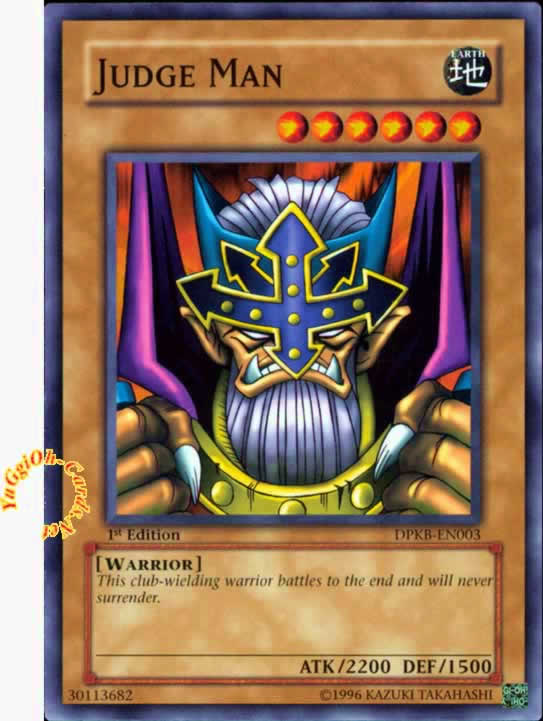 JUDGE MAN
EARTH
地
1st Edition
DPKB-EN003
[WARRIOR]
This club-wielding warrior battles to the end and will never
surrender.
ATK/2200 DEF/1500
30113682
©1996 KAZUKI TAKAHASHI
YuGgiOh-Cards.Net